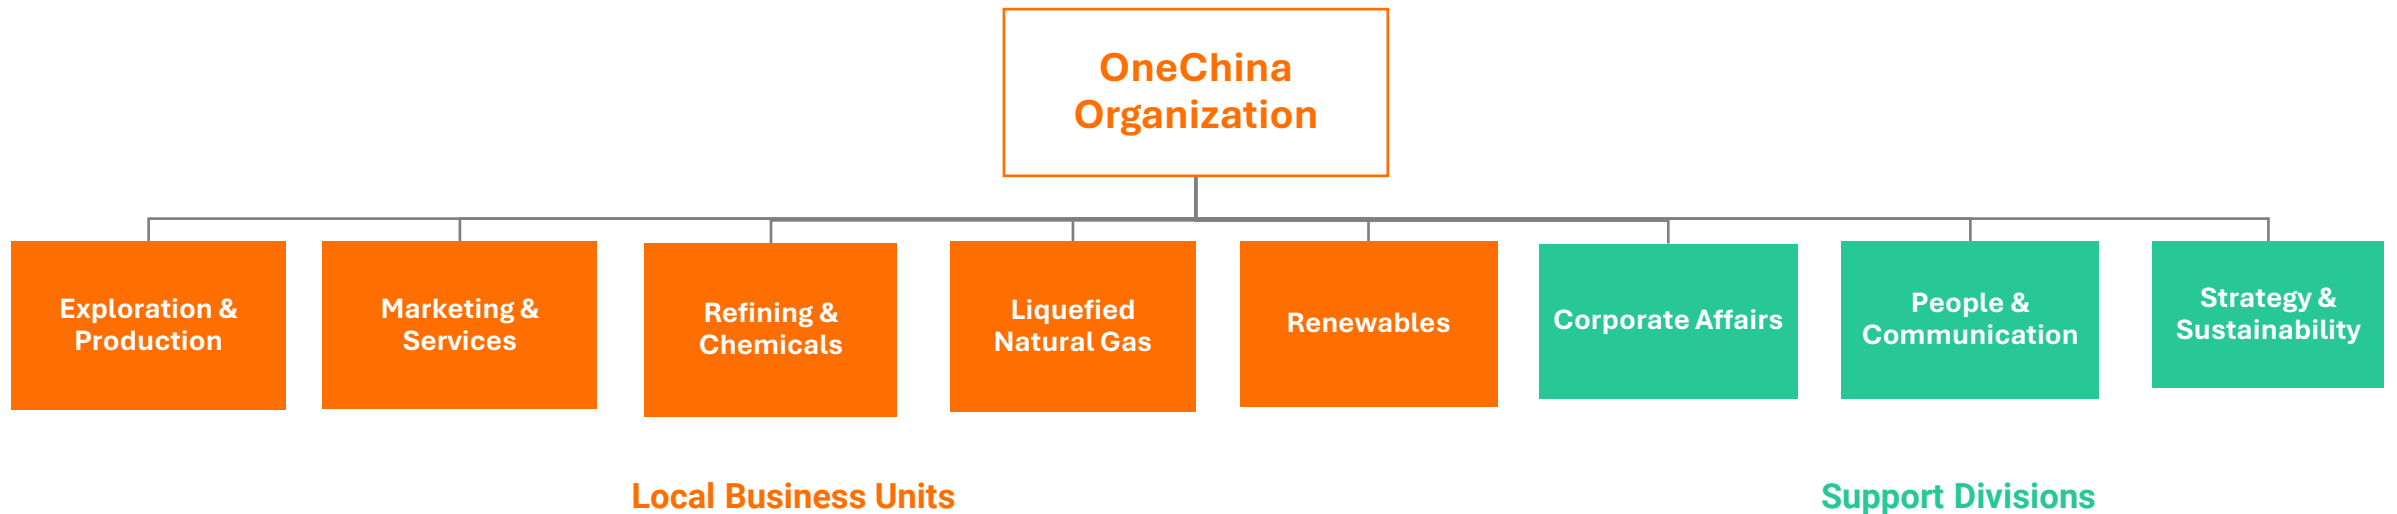 OneChina
Organization
Exploration &
Production
Marketing &
Services
Refining &
Chemicals
Liquefied
Natural Gas
Renewables
Corporate Affairs
People &
Communication
Strategy &
Sustainability
Local Business Units
Support Divisions